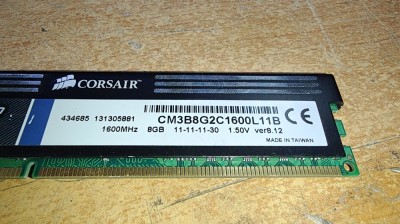 CORSAIR
CM3B8G2C1600L11B CE
434685 131305881
1600MHz 8GB 11-11-11-30 1.50V ver8.12
MADE IN TAIWAN